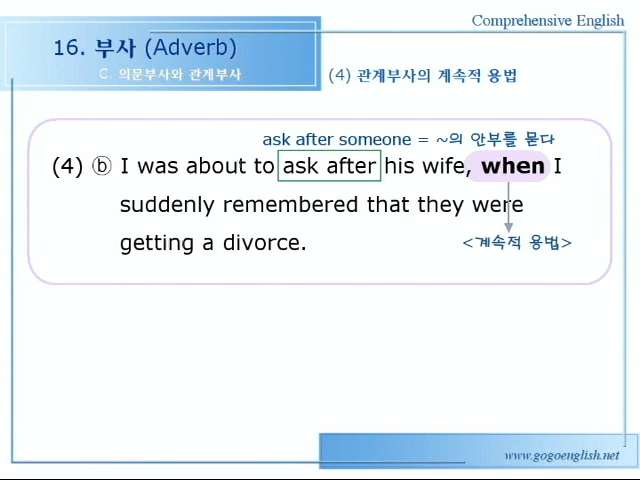 Comprehensive English
16. 부사 (Adverb)
C. 의문부사와 관계부사
(4) 관계부사의 계속적 용법
ask after someone = ~의 안부를 묻다
(4) ⓑ I was about to ask after his wife, when I
suddenly remembered that they were
getting a divorce.
<계속적 용법>
www.gogoenglish.net